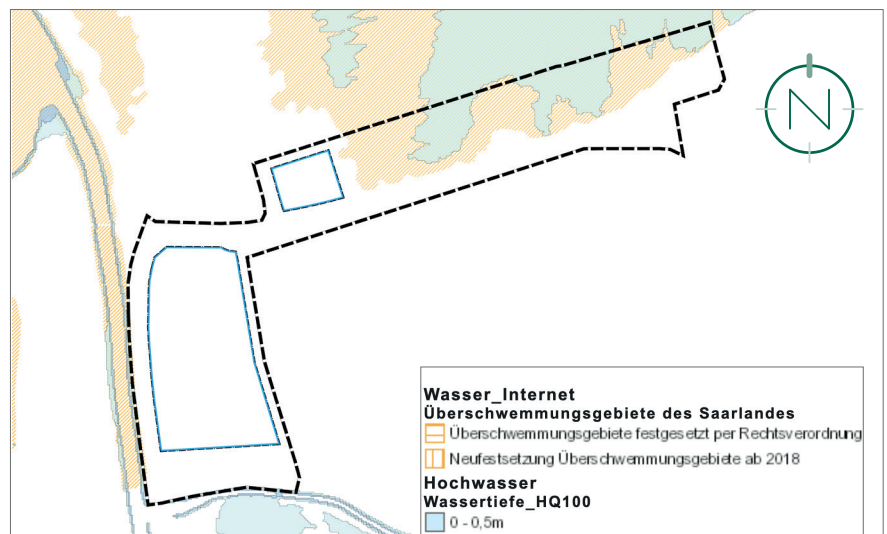 N
Wasser_Internet
Überschwemmungsgebiete des Saarlandes
Überschwemmungsgebiete festgesetzt per Rechtsverordnung
Neufestsetzung Überschwemmungsgebiete ab 2018
Hochwasser
Wassertiefe_HQ100
0 - 0,5m